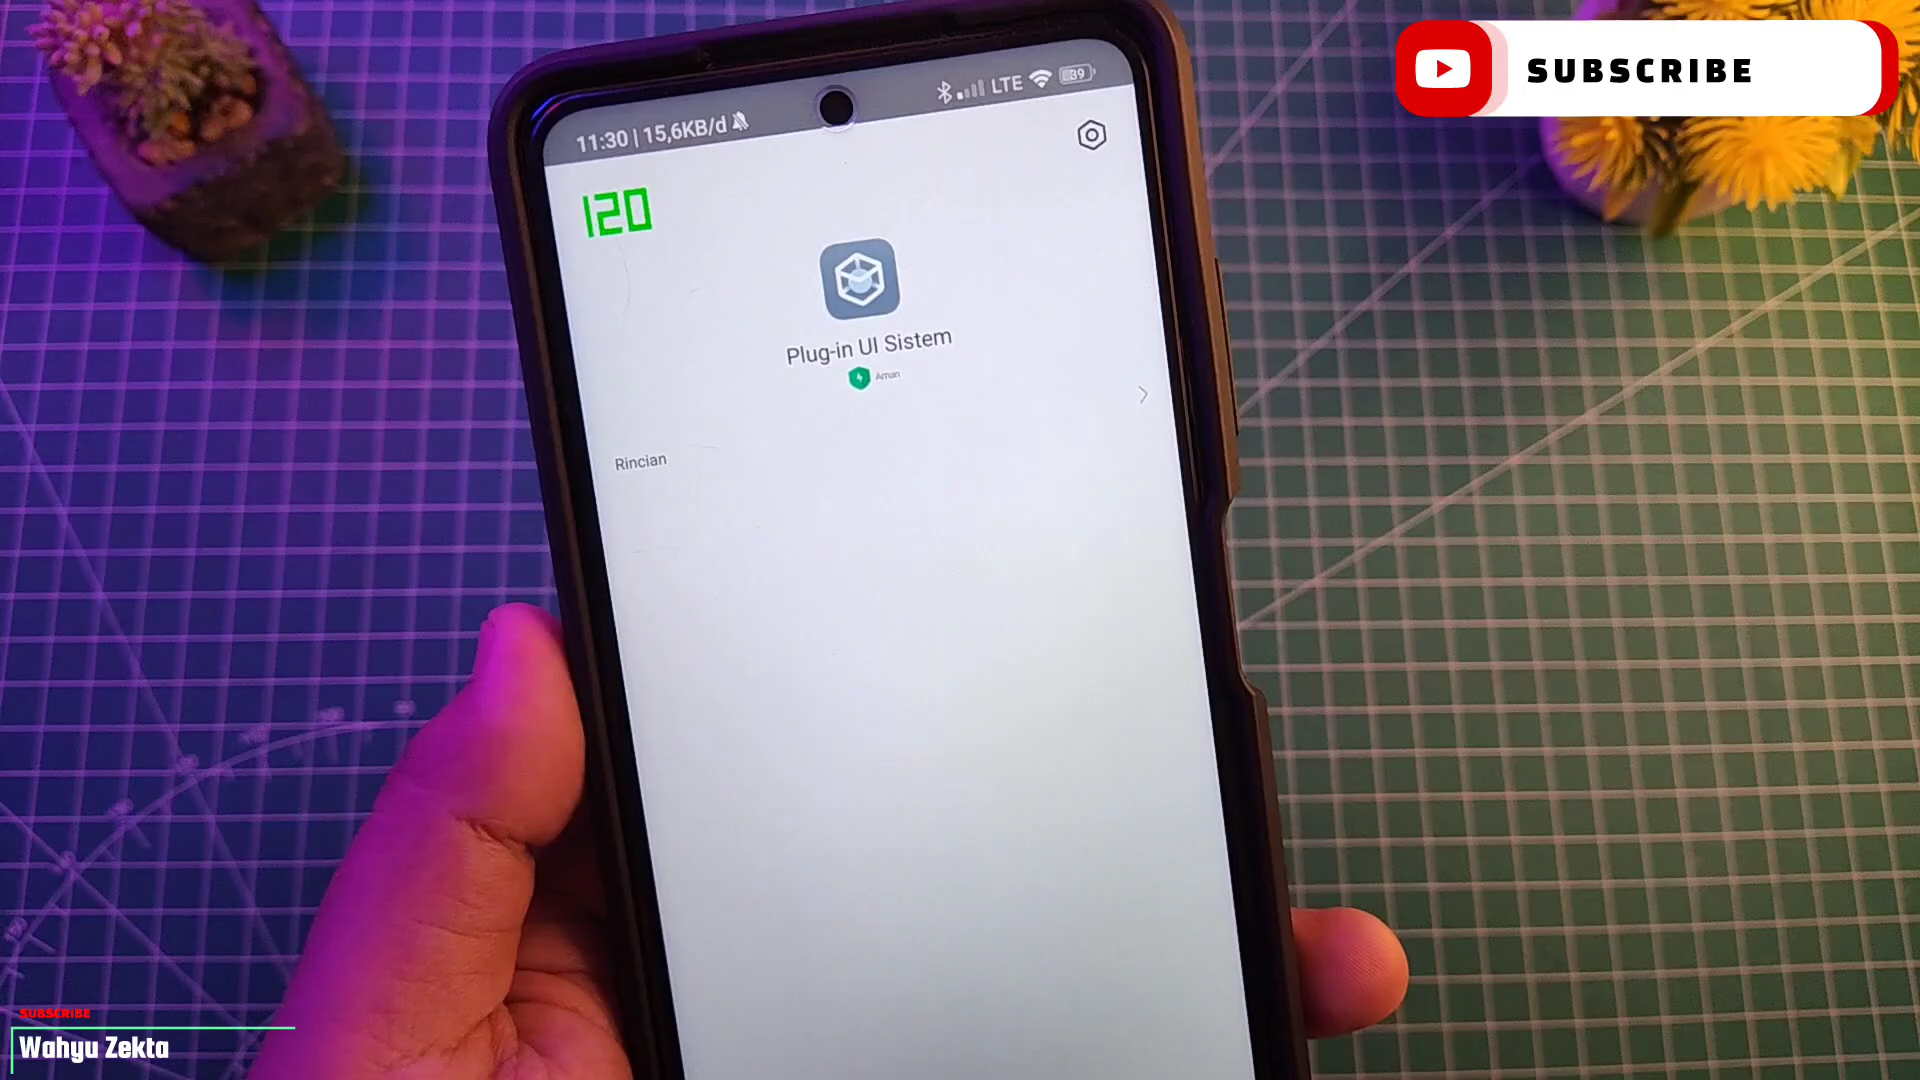 SUBSCRIBE
11:30 | 15,6KB/d
LTE
39
120
Plug-in UI Sistem
Aman
Rincian
SUBSCRIBE
Wahyu Zekta